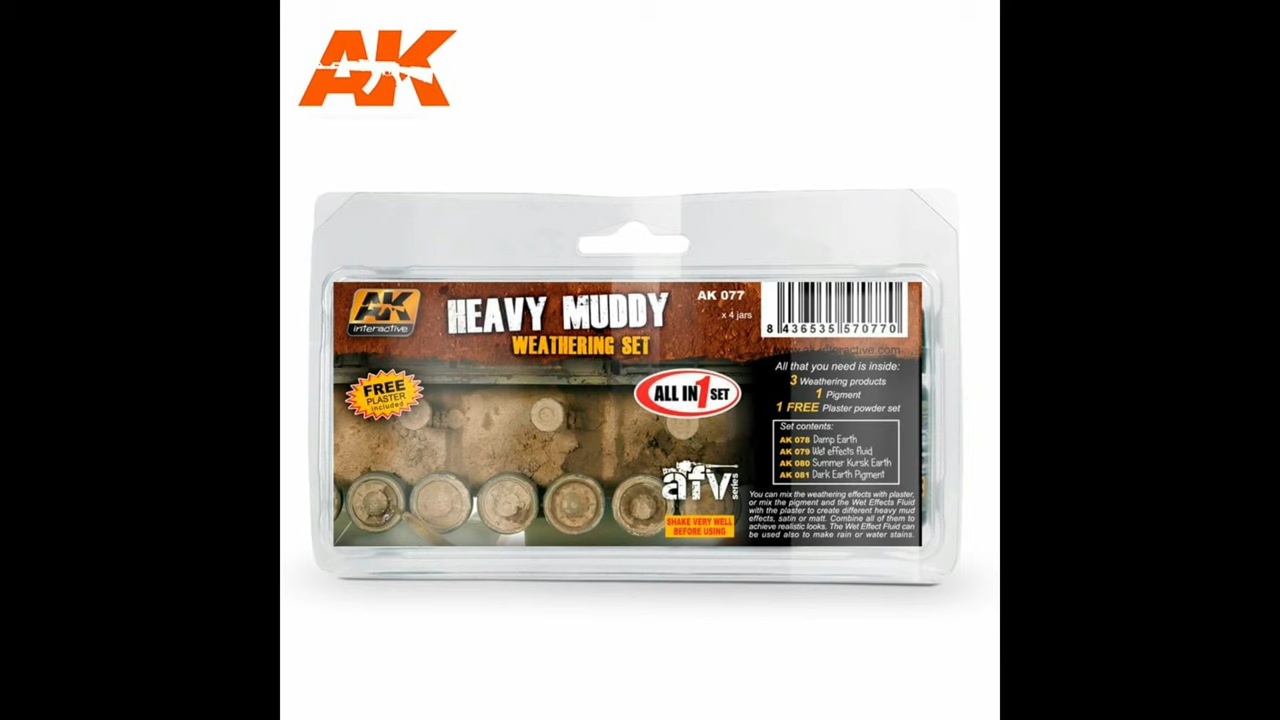 AK
AK
interactive
HEAVY MUDDY
WEATHERING SET
AK 077
x 4 jars
8 436535 570770
www.ak-interactive.com
FREE
PLASTER
included
ALL IN 1 SET
All that you need is inside:
3 Weathering products
1 Pigment
1 FREE Plaster powder set
Set contents:
AK 078 Damp Earth
AK 079 Wet effects fluid
AK 080 Summer Kursk Earth
AK 081 Dark Earth Pigment
afv
series
SHAKE VERY WELL
BEFORE USING
You can mix the weathering effects with plaster,
or mix the pigment and the Wet Effects Fluid
with the plaster to create different heavy mud
effects, satin or matt. Combine all of them to
achieve realistic looks. The Wet Effect Fluid can
be used also to make rain or water stains.